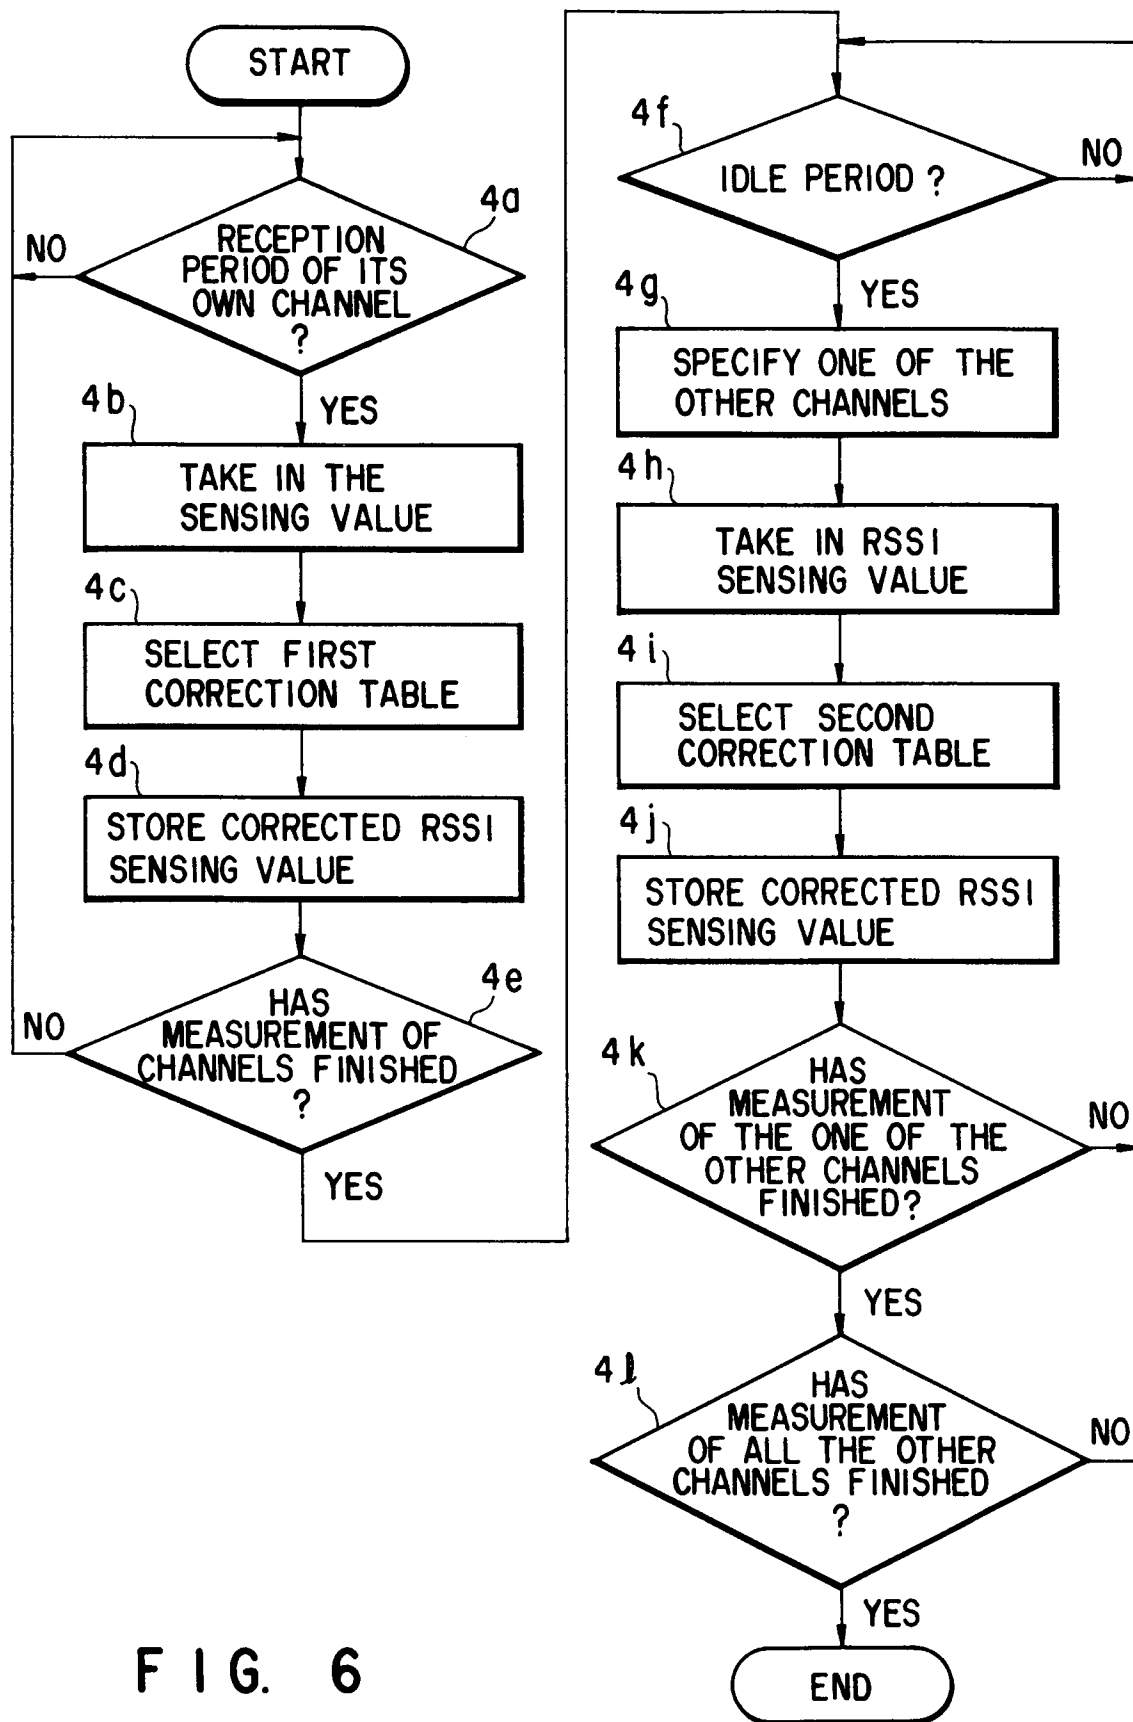 START
4a
NO
RECEPTION
PERIOD OF ITS
OWN CHANNEL
?
YES
4b
TAKE IN THE
SENSING VALUE
4c
SELECT FIRST
CORRECTION TABLE
4d
STORE CORRECTED RSSI
SENSING VALUE
4e
NO
HAS
MEASUREMENT OF
CHANNELS FINISHED
?
YES
4f
IDLE PERIOD ?
NO
YES
4g
SPECIFY ONE OF THE
OTHER CHANNELS
4h
TAKE IN RSSI
SENSING VALUE
4i
SELECT SECOND
CORRECTION TABLE
4j
STORE CORRECTED RSSI
SENSING VALUE
4k
HAS
MEASUREMENT
OF THE ONE OF THE
OTHER CHANNELS
FINISHED?
NO
YES
4l
HAS
MEASUREMENT
OF ALL THE OTHER
CHANNELS FINISHED
?
NO
YES
END
FIG. 6